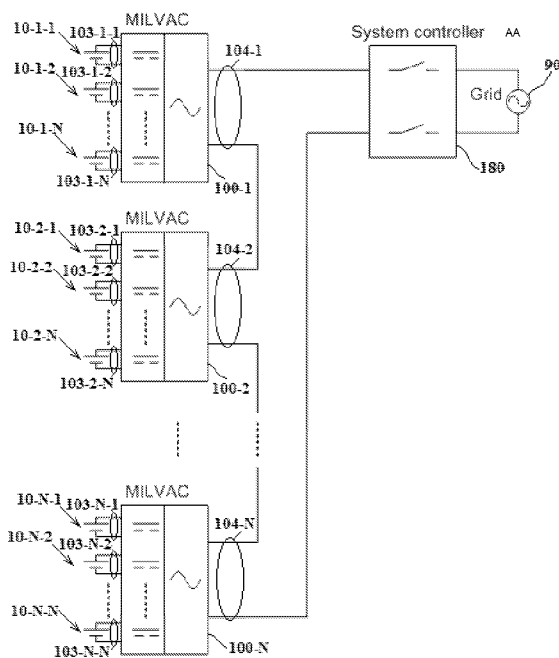 MILVAC
10-1-1
103-1-1
10-1-2
103-1-2
10-1-N
103-1-N
104-1
100-1
System controller
AA
Grid
90
180
MILVAC
10-2-1
103-2-1
10-2-2
103-2-2
10-2-N
103-2-N
104-2
100-2
MILVAC
10-N-1
103-N-1
10-N-2
103-N-2
10-N-N
103-N-N
104-N
100-N